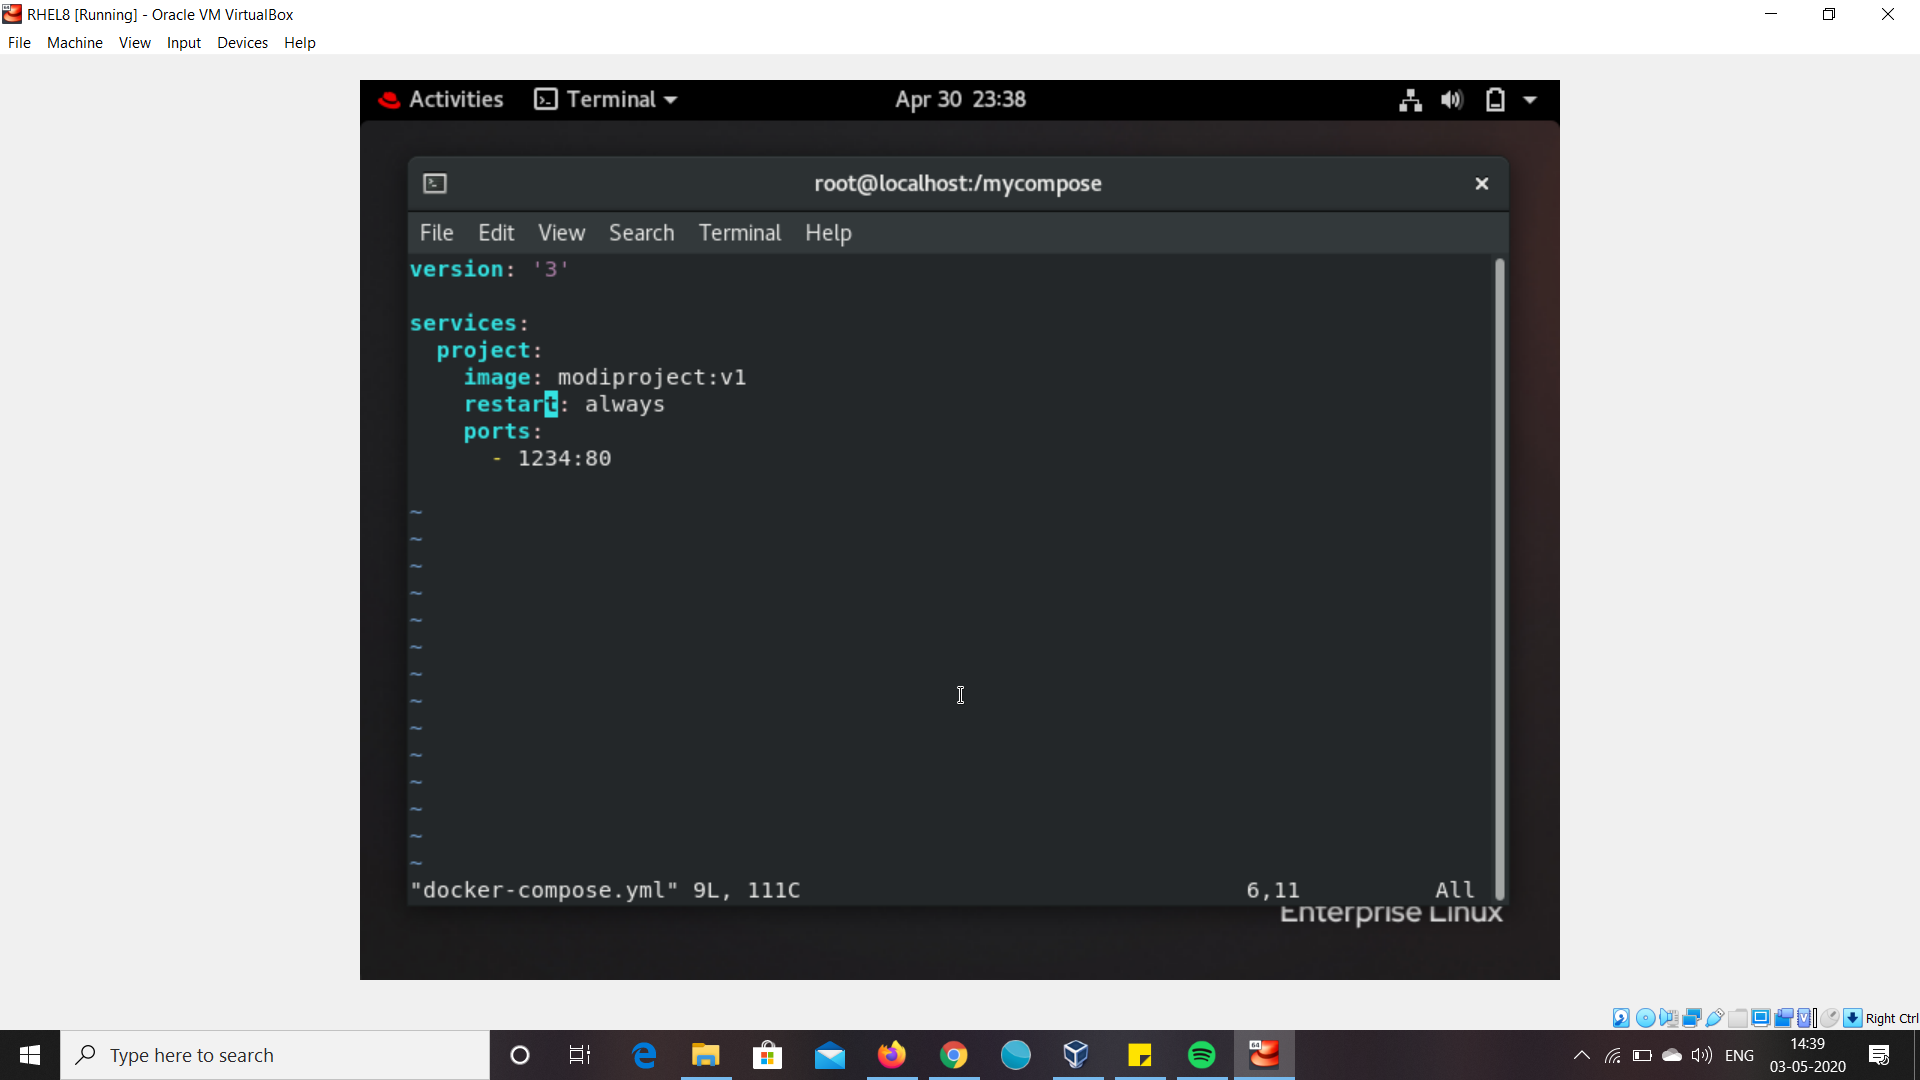 RHEL8 [Running] - Oracle VM VirtualBox
File Machine View Input Devices Help
Activities Terminal Apr 30 23:38
root@localhost:/mycompose
File Edit View Search Terminal Help
version: '3'
services:
  project:
    image: modiproject:v1
    restart: always
    ports:
      - 1234:80
~
~
~
~
~
~
~
~
~
~
~
~
~
~
"docker-compose.yml" 9L, 111C 6,11 All
Enterprise Linux
Right Ctrl
Type here to search
64
ENG
14:39
03-05-2020